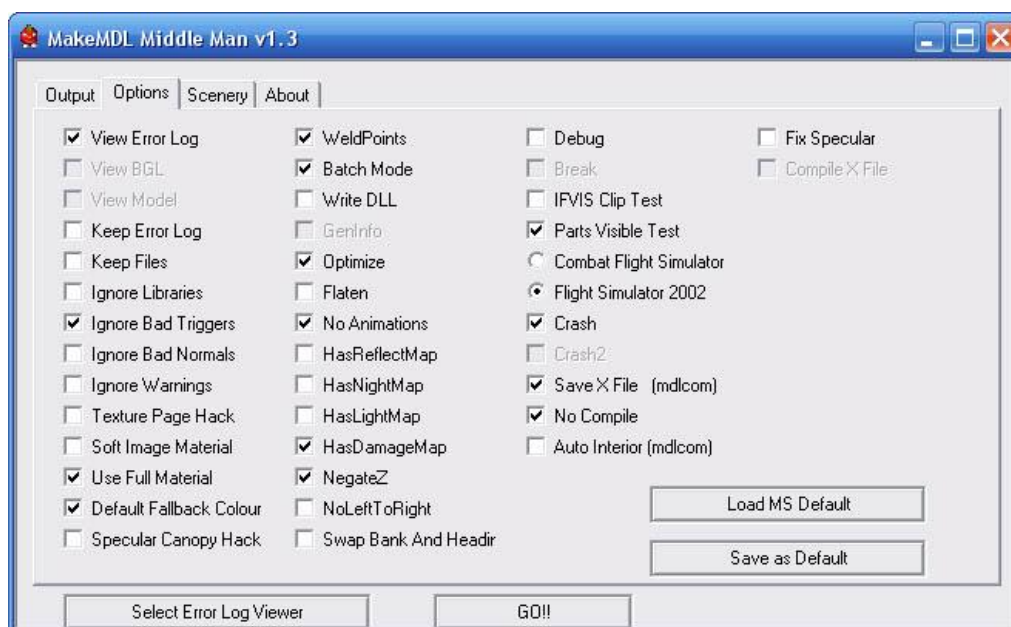 MakeMDL Middle Man v1.3
Output Options Scenery About
View Error Log
View BGL
View Model
Keep Error Log
Keep Files
Ignore Libraries
Ignore Bad Triggers
Ignore Bad Normals
Ignore Warnings
Texture Page Hack
Soft Image Material
Use Full Material
Default Fallback Colour
Specular Canopy Hack
WeldPoints
Batch Mode
Write DLL
GenInfo
Optimize
Flaten
No Animations
HasReflectMap
HasNightMap
HasLightMap
HasDamageMap
NegateZ
NoLeftToRight
Swap Bank And Headir
Debug
Break
IFVIS Clip Test
Parts Visible Test
Combat Flight Simulator
Flight Simulator 2002
Crash
Crash2
Save X File (mdlcom)
No Compile
Auto Interior (mdlcom)
Fix Specular
Compile X File
Load MS Default
Save as Default
Select Error Log Viewer
GO!!